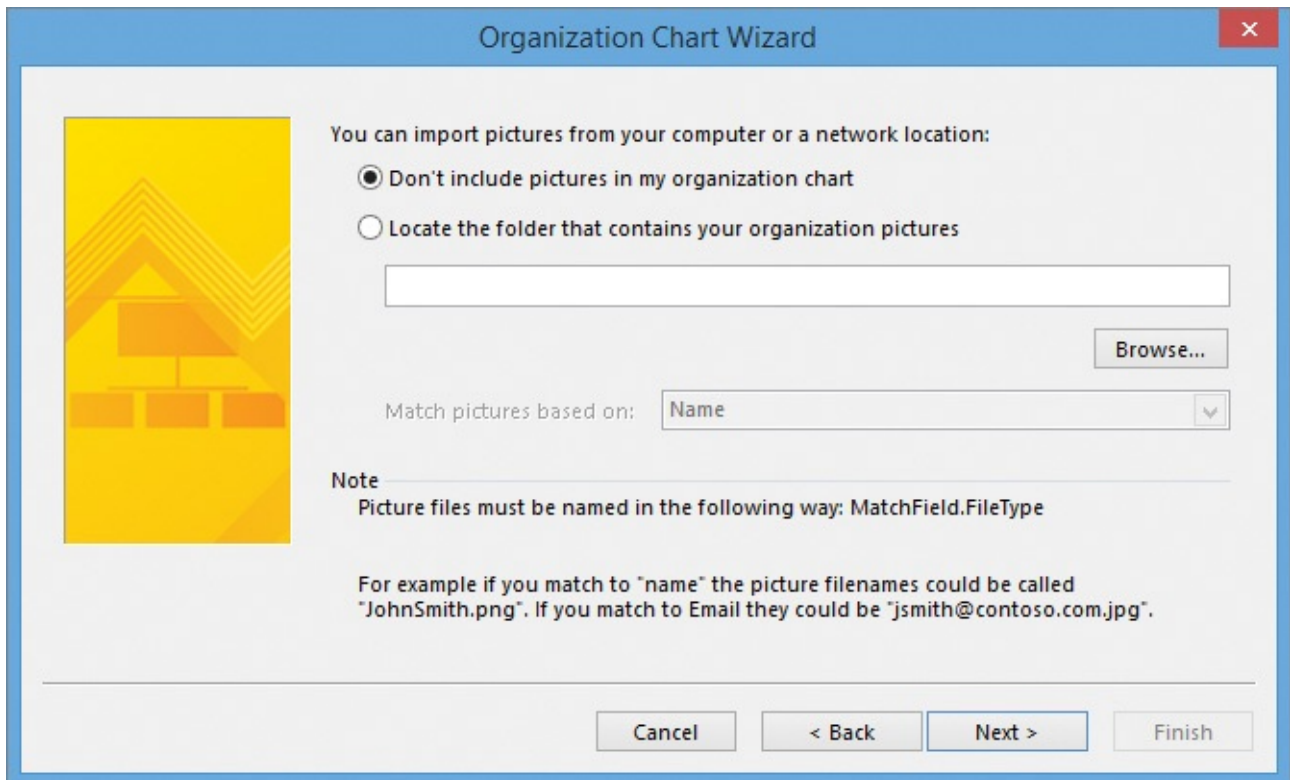 Organization Chart Wizard
You can import pictures from your computer or a network location:
Don't include pictures in my organization chart
Locate the folder that contains your organization pictures
Browse...
Match pictures based on: Name
Note
Picture files must be named in the following way: MatchField.FileType
For example if you match to "name" the picture filenames could be called
"JohnSmith.png". If you match to Email they could be "jsmith@contoso.com.jpg".
Cancel < Back Next > Finish